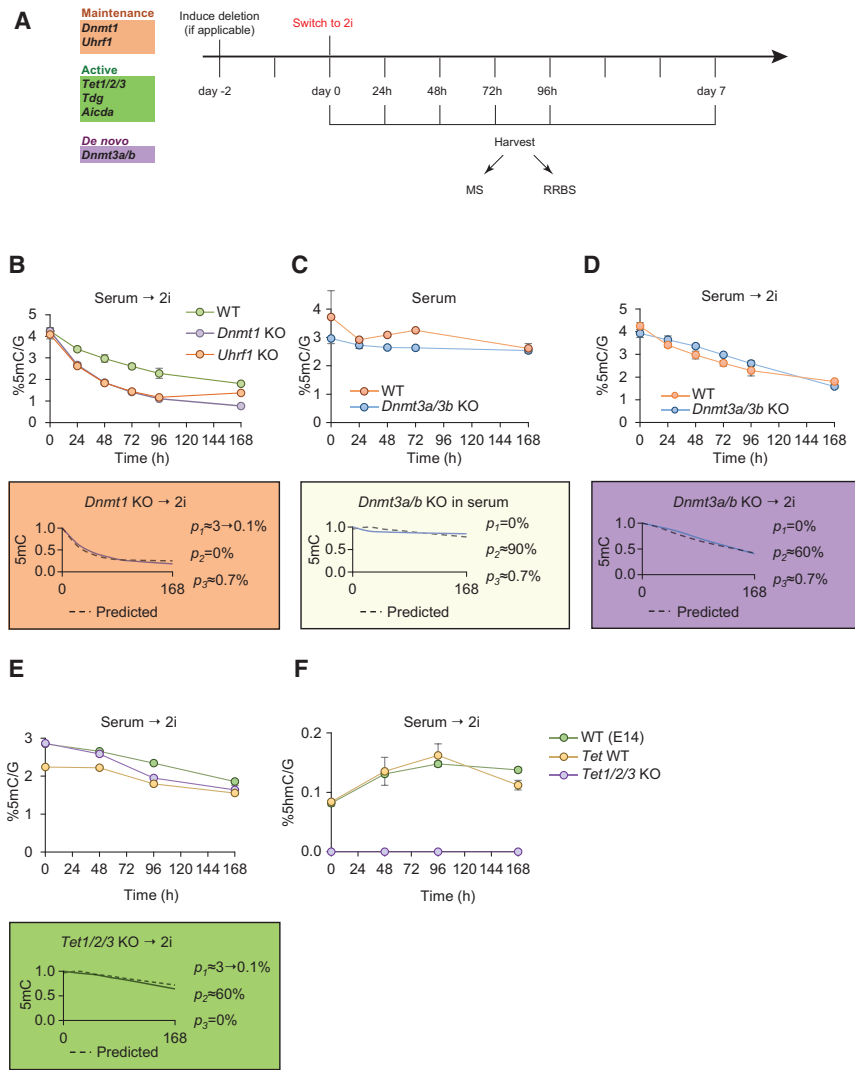 A
Maintenance
Dnmt1
Uhrf1
Active
Tet1/2/3
Tdg
Aicda
De novo
Dnmt3a/b
Induce deletion
(if applicable)
Switch to 2i
day -2
day 0
24h
48h
72h
96h
day 7
Harvest
MS
RRBS
B
Serum → 2i
%5mC/G
5
4
3
2
1
0
WT
Dnmt1 KO
Uhrf1 KO
0 24 48 72 96 120 144 168
Time (h)
Dnmt1 KO → 2i
5mC
1.0
0.5
0.0
0 168
p1≈3→0.1%
p2=0%
p3≈0.7%
--- Predicted
C
Serum
%5mC/G
4
3
2
1
0
WT
Dnmt3a/3b KO
0 24 48 72 96 120 144 168
Time (h)
Dnmt3a/b KO in serum
5mC
1.0
0.5
0.0
0 168
p1=0%
p2≈90%
p3≈0.7%
--- Predicted
D
Serum → 2i
%5mC/G
5
4
3
2
1
0
WT
Dnmt3a/3b KO
0 24 48 72 96 120 144 168
Time (h)
Dnmt3a/b KO → 2i
5mC
1.0
0.5
0.0
0 168
p1=0%
p2≈60%
p3≈0.7%
--- Predicted
E
Serum → 2i
%5mC/G
3
2
1
0
0 24 48 72 96 120 144 168
Time (h)
Tet1/2/3 KO → 2i
5mC
1.0
0.5
0.0
0 168
p1≈3→0.1%
p2≈60%
p3=0%
--- Predicted
F
Serum → 2i
%5hmC/G
0.2
0.1
0.0
0 24 48 72 96 120 144 168
Time (h)
WT (E14)
Tet WT
Tet1/2/3 KO